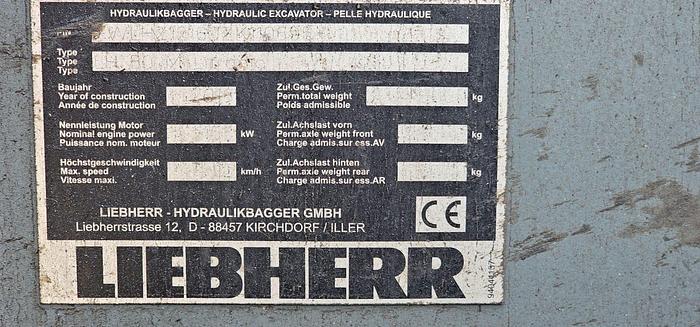 HYDRAULIKBAGGER – HYDRAULIC EXCAVATOR – PELLE HYDRAULIQUE
Type
Type
Type
Baujahr
Year of construction
Année de construction
Zul.Ges.Gew.
Perm.total weight
Poids admissible
kg
Nennleistung Motor
Nominal engine power
Puissance nom. moteur
kW
Zul.Achslast vorn
Perm.axle weight front
Charge admis.sur ess.AV
kg
Höchstgeschwindigkeit
Max. speed
Vitesse maxi.
km/h
Zul.Achslast hinten
Perm.axle weight rear
Charge admis.sur ess.AR
kg
LIEBHERR - HYDRAULIKBAGGER GMBH
Liebherrstrasse 12, D - 88457 KIRCHDORF / ILLER
CE
LIEBHERR